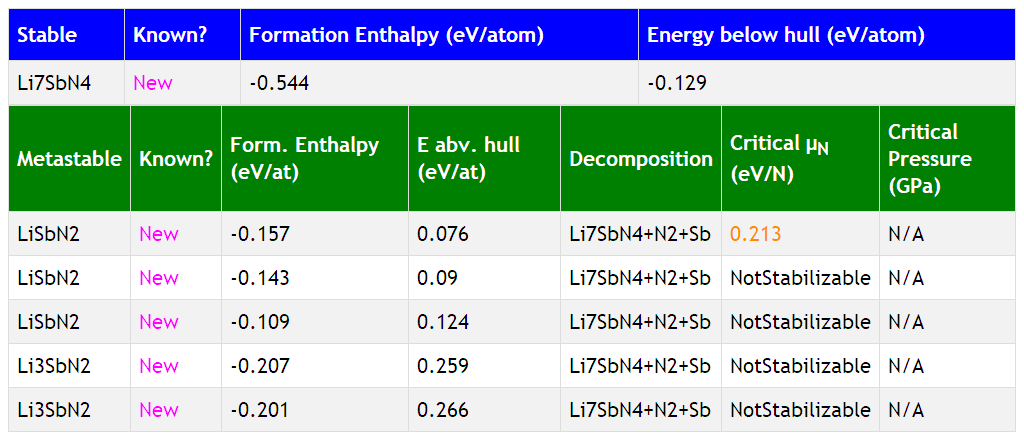 Stable Known? Formation Enthalpy (eV/atom) Energy below hull (eV/atom)
Li7SbN4 New -0.544 -0.129
Metastable Known? Form. Enthalpy (eV/at) E abv. hull (eV/at) Decomposition Critical μN (eV/N) Critical Pressure (GPa)
LiSbN2 New -0.157 0.076 Li7SbN4+N2+Sb 0.213 N/A
LiSbN2 New -0.143 0.09 Li7SbN4+N2+Sb NotStabilizable N/A
LiSbN2 New -0.109 0.124 Li7SbN4+N2+Sb NotStabilizable N/A
Li3SbN2 New -0.207 0.259 Li7SbN4+N2+Sb NotStabilizable N/A
Li3SbN2 New -0.201 0.266 Li7SbN4+N2+Sb NotStabilizable N/A